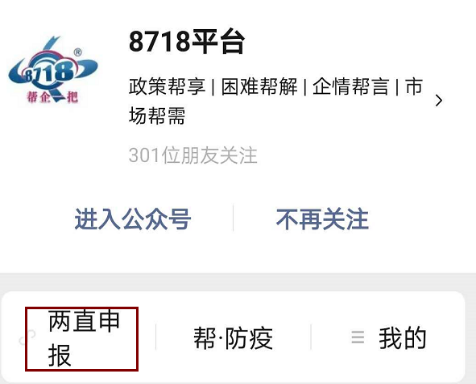 8718平台
8718®
帮企一把
政策帮享 | 困难帮解 | 企情帮言 | 市
场帮需
301位朋友关注
进入公众号
不再关注
两直申
报
帮·防疫
我的